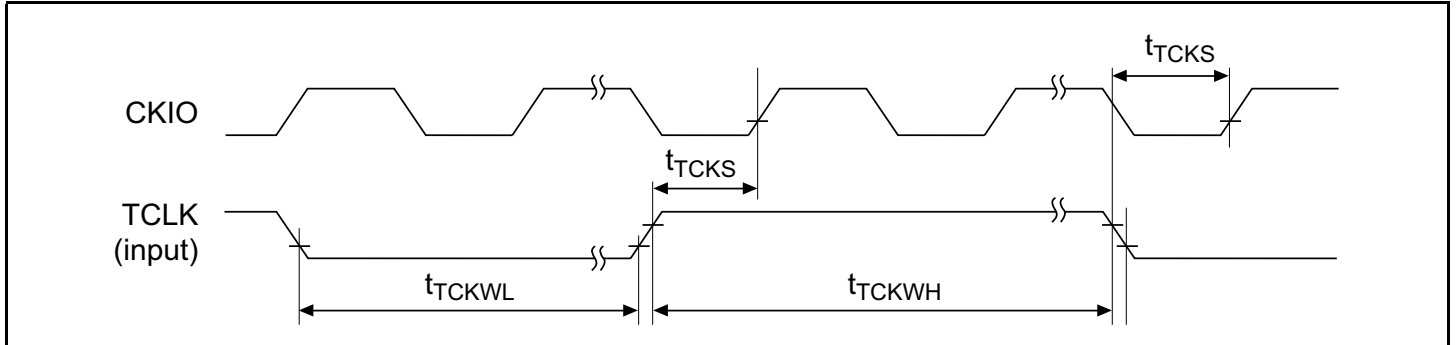 tTCKS
CKIO
tTCKS
TCLK
(input)
tTCKWL
tTCKWH